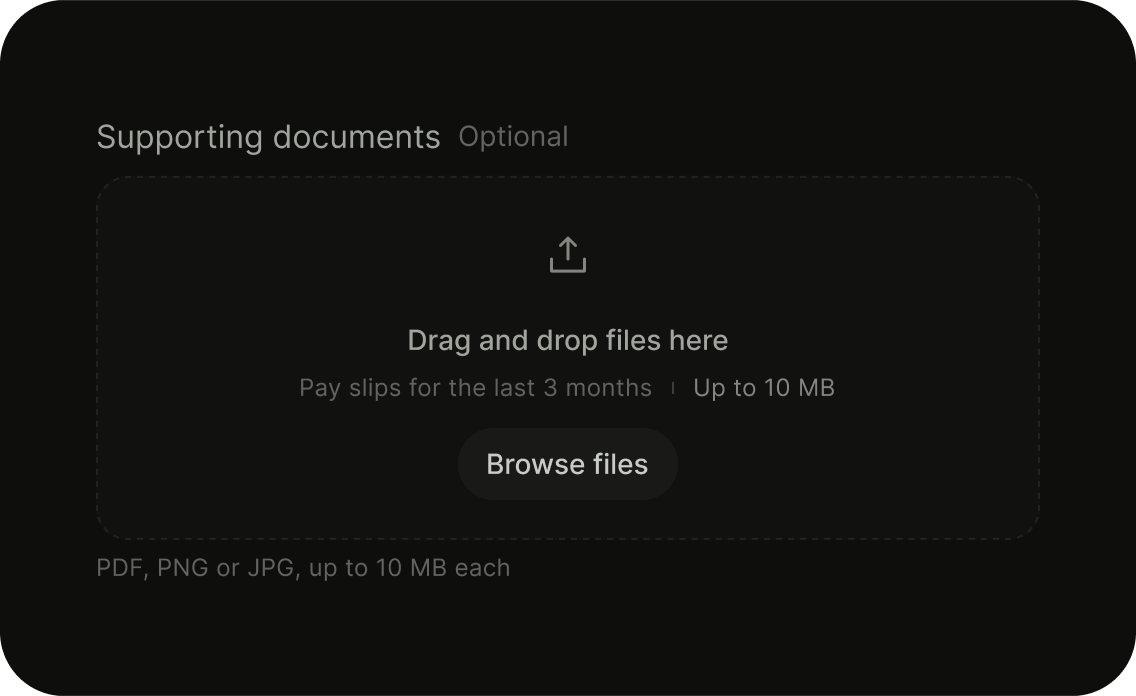 Supporting documents Optional
Drag and drop files here
Pay slips for the last 3 months | Up to 10 MB
Browse files
PDF, PNG or JPG, up to 10 MB each